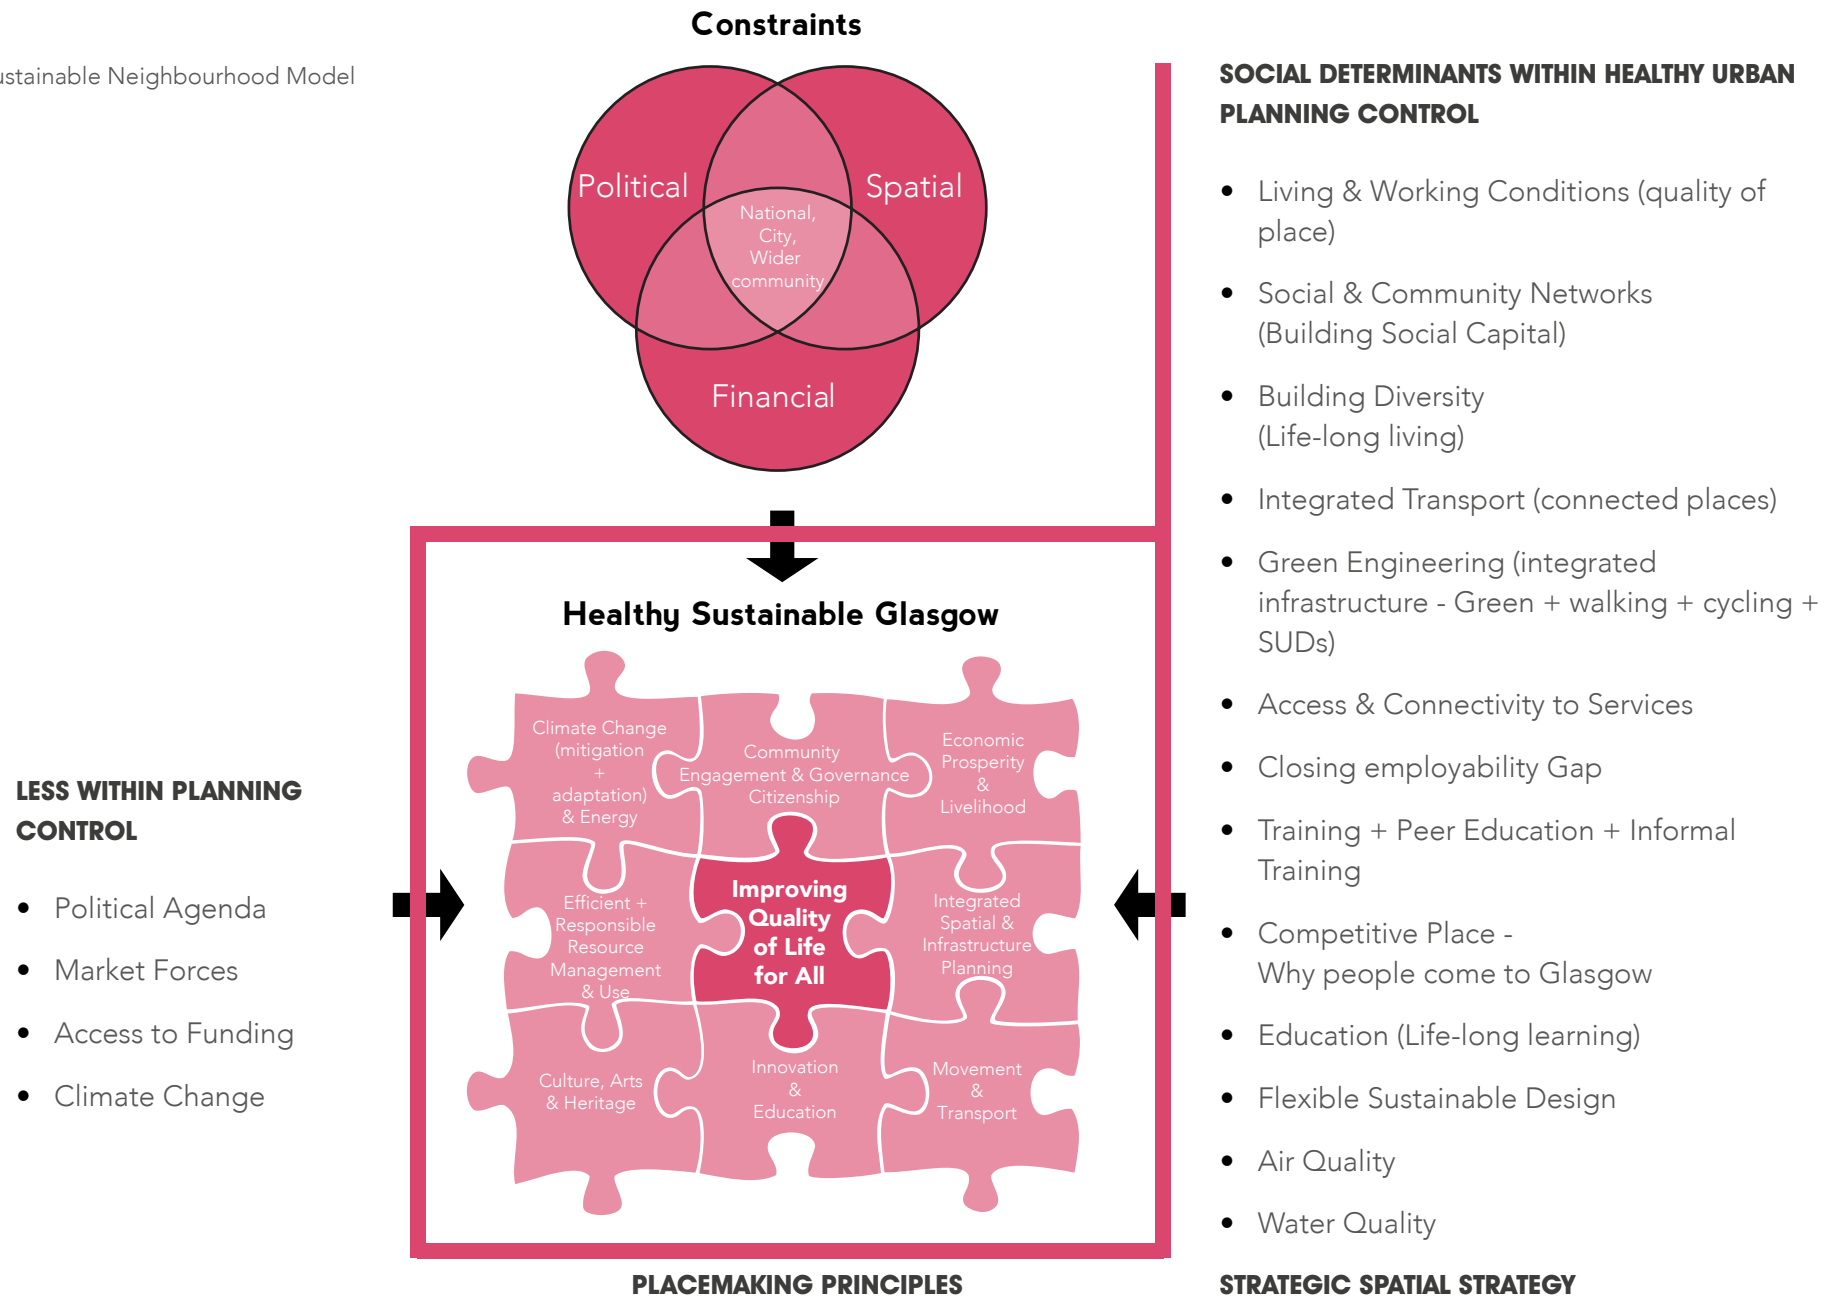 Constraints
Neighbourhood Model
Political
Spatial
National,
City,
Wider
community
Financial
Healthy Sustainable Glasgow
Climate Change
(mitigation
+
adaptation)
& Energy
Community
Engagement & Governance
Citizenship
Economic
Prosperity
&
Livelihood
Efficient +
Responsible
Resource
Management
& Use
Improving
Quality
of Life
for All
Integrated
Spatial &
Infrastructure
Planning
Culture, Arts
& Heritage
Innovation
&
Education
Movement
&
Transport
PLACEMAKING PRINCIPLES
LESS WITHIN PLANNING
CONTROL
• Political Agenda
• Market Forces
• Access to Funding
• Climate Change
SOCIAL DETERMINANTS WITHIN HEALTHY URBAN
PLANNING CONTROL
• Living & Working Conditions (quality of
place)
• Social & Community Networks
(Building Social Capital)
• Building Diversity
(Life-long living)
• Integrated Transport (connected places)
• Green Engineering (integrated
infrastructure - Green + walking + cycling +
SUDs)
• Access & Connectivity to Services
• Closing employability Gap
• Training + Peer Education + Informal
Training
• Competitive Place -
Why people come to Glasgow
• Education (Life-long learning)
• Flexible Sustainable Design
• Air Quality
• Water Quality
STRATEGIC SPATIAL STRATEGY